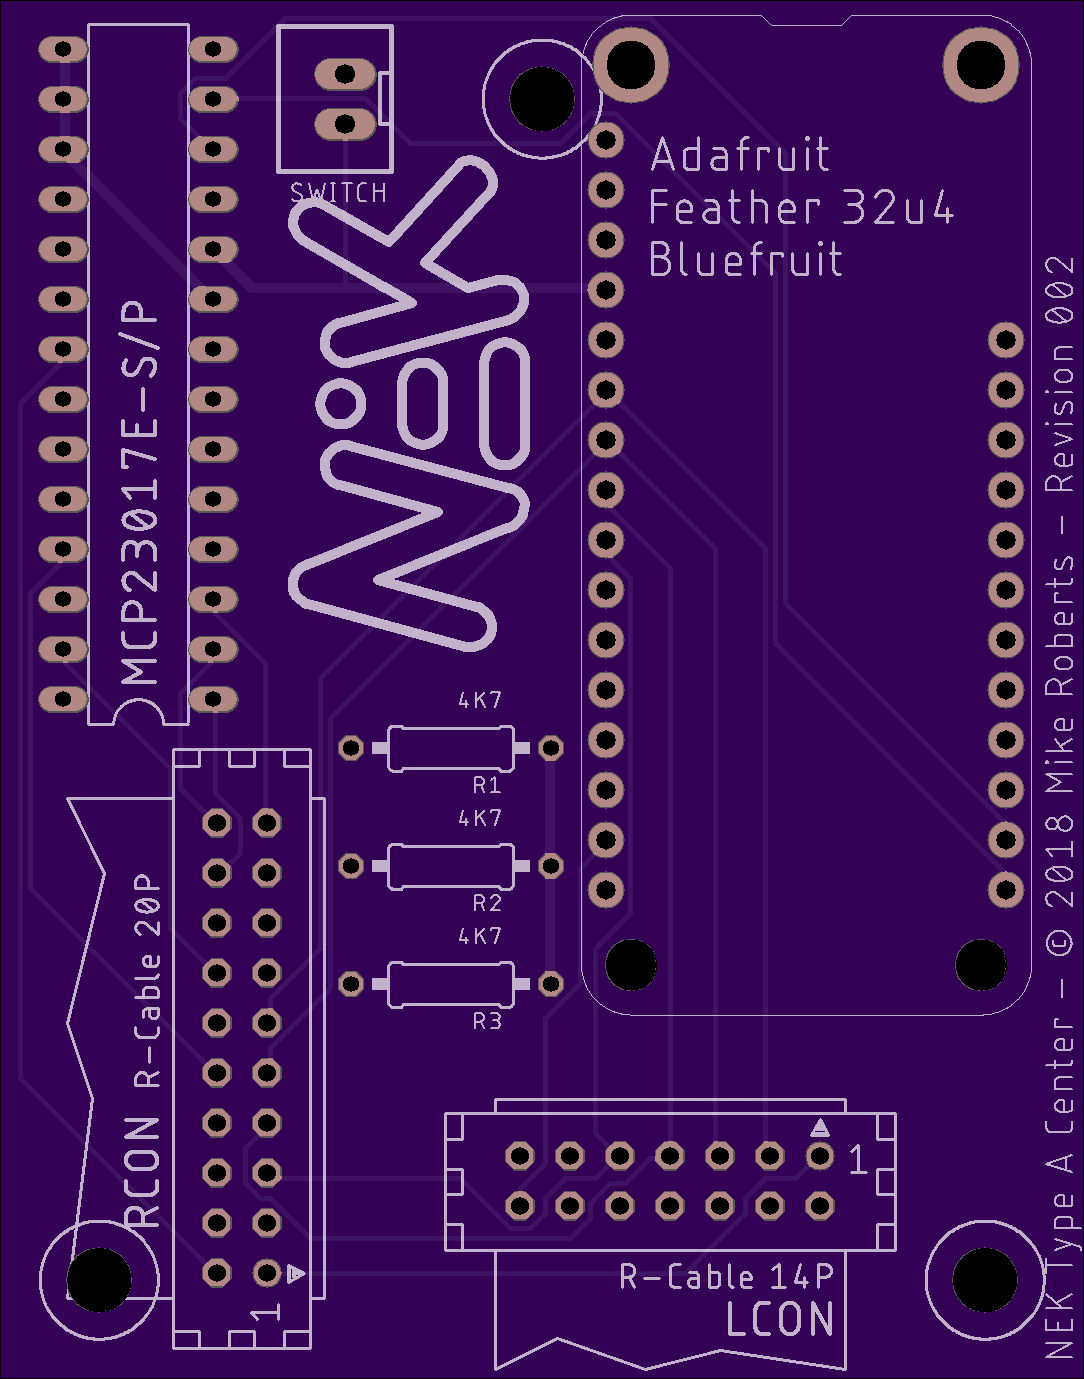 SWITCH
Adafruit
Feather 32u4
Bluefruit
MCP23017E-S/P
NEK
4K7
R1
4K7
R2
4K7
R3
RCON R-Cable 20P
1
1
R-Cable 14P
LCON
NEK Type A Center - © 2018 Mike Roberts - Revision 002